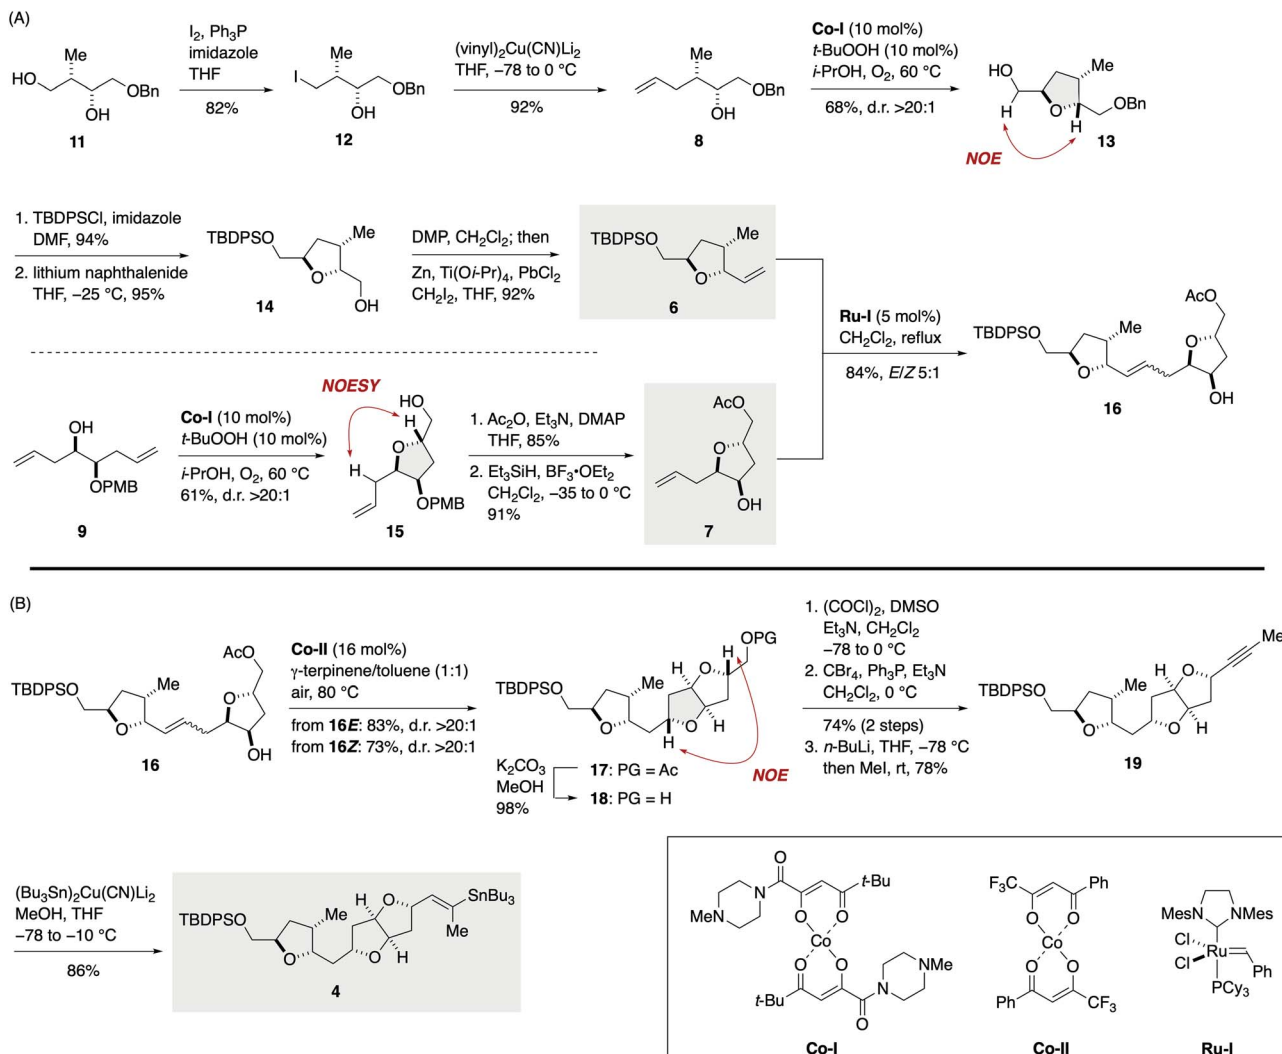 (A)
HO
Me
OBn
OH
11
I2, Ph3P
imidazole
THF
82%
I
Me
OBn
OH
12
(vinyl)2Cu(CN)Li2
THF, –78 to 0 °C
92%
Me
OBn
OH
8
Co-I (10 mol%)
t-BuOOH (10 mol%)
i-PrOH, O2, 60 °C
68%, d.r. >20:1
HO
Me
O
OBn
H
H
NOE
13
1. TBDPSCl, imidazole
DMF, 94%
2. lithium naphthalenide
THF, –25 °C, 95%
TBDPSO
Me
O
OH
14
DMP, CH2Cl2; then
Zn, Ti(Oi-Pr)4, PbCl2
CH2I2, THF, 92%
TBDPSO
Me
O
6
Ru-I (5 mol%)
CH2Cl2, reflux
84%, E/Z 5:1
TBDPSO
Me
O
AcO
O
OH
16
OH
OPMB
9
Co-I (10 mol%)
t-BuOOH (10 mol%)
i-PrOH, O2, 60 °C
61%, d.r. >20:1
NOESY
HO
H
O
H
OPMB
15
1. Ac2O, Et3N, DMAP
THF, 85%
2. Et3SiH, BF3•OEt2
CH2Cl2, –35 to 0 °C
91%
AcO
O
OH
7
(B)
TBDPSO
Me
O
AcO
O
OH
16
Co-II (16 mol%)
γ-terpinene/toluene (1:1)
air, 80 °C
from 16E: 83%, d.r. >20:1
from 16Z: 73%, d.r. >20:1
TBDPSO
Me
O
H
O
H
OPG
H
O
H
NOE
K2CO3
MeOH
98%
17: PG = Ac
18: PG = H
1. (COCl)2, DMSO
Et3N, CH2Cl2
–78 to 0 °C
2. CBr4, Ph3P, Et3N
CH2Cl2, 0 °C
74% (2 steps)
3. n-BuLi, THF, –78 °C
then MeI, rt, 78%
TBDPSO
Me
O
H
O
Me
O
H
19
(Bu3Sn)2Cu(CN)Li2
MeOH, THF
–78 to –10 °C
86%
TBDPSO
Me
O
H
O
SnBu3
Me
O
H
4
O
N
MeN
O
O
t-Bu
Co
O
O
t-Bu
N
NMe
O
Co-I
F3C
Ph
O
O
Co
O
O
Ph
CF3
Co-II
MesN
NMes
Cl
Cl
Ru
Ph
PCy3
Ru-I